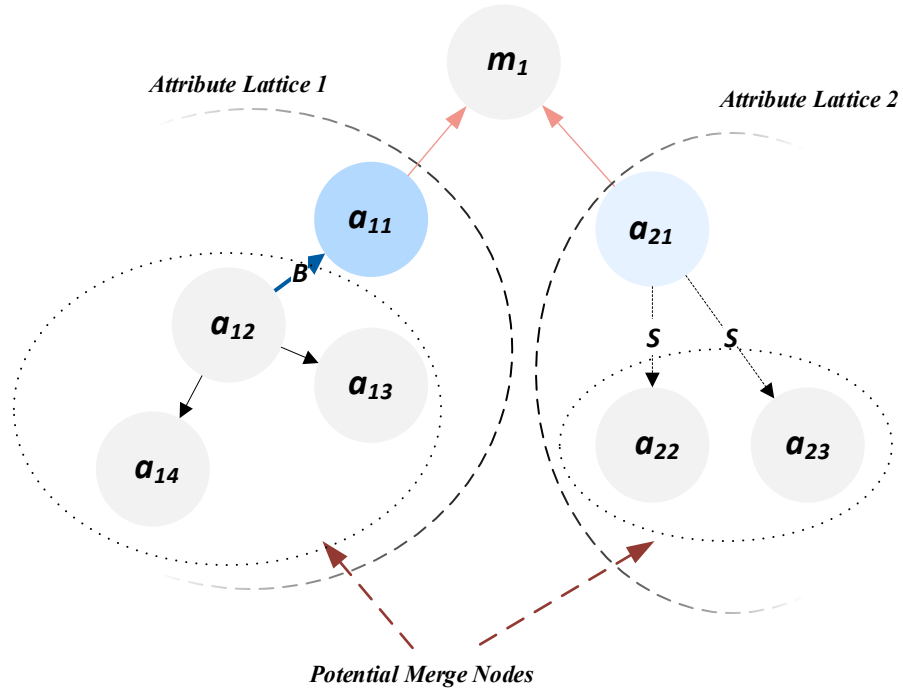 m1
Attribute Lattice 1
Attribute Lattice 2
a11
a21
B
a12
S
S
a13
a22
a23
a14
Potential Merge Nodes